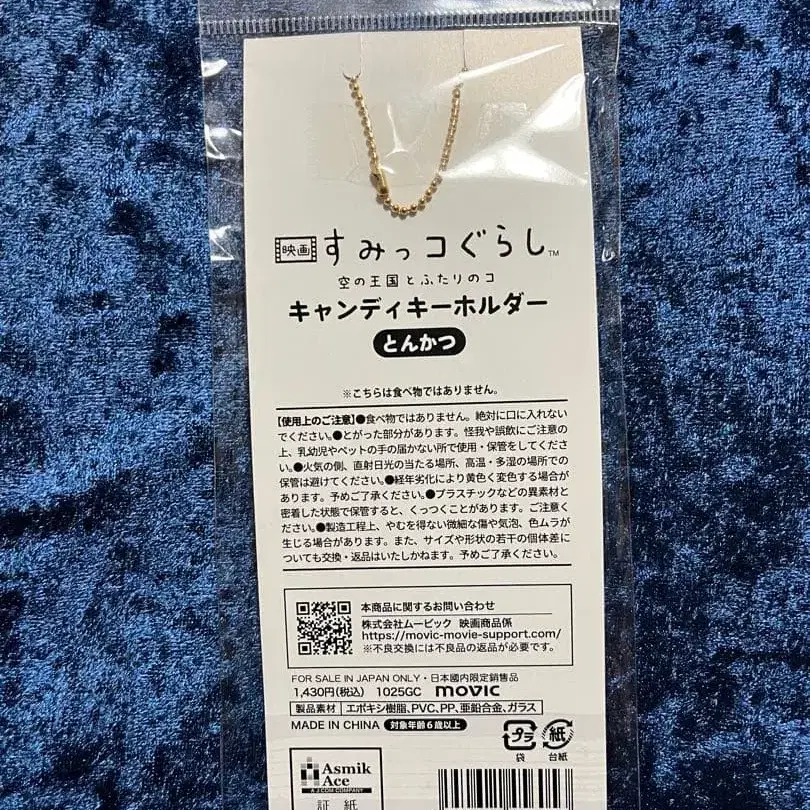 映画 すみっコぐらし™
空の王国とふたりのコ
キャンディキーホルダー
とんかつ
※こちらは食べ物ではありません。
【使用上のご注意】●食べ物ではありません。絶対に口に入れない
でください。●とがった部分があります。怪我や誤飲にご注意の
上、乳幼児やペットの手の届かない所で使用・保管をしてくださ
い。●火気の側、直射日光の当たる場所、高温・多湿の場所での
保管は避けてください。●経年劣化により黄色く変色する場合が
あります。予めご了承ください。●プラスチックなどの異素材と
密着した状態で保管すると、くっつくことがあります。ご注意く
ださい。●製造工程上、やむを得ない微細な傷や気泡、色ムラが
生じる場合があります。また、サイズや形状の若干の個体差に
ついても交換・返品はいたしかねます。予めご了承ください。
本商品に関するお問い合わせ
株式会社ムービック 映画商品係
https://movic-movie-support.com/
※不良交換には不良品の返品が必要です。
FOR SALE IN JAPAN ONLY・日本國内限定銷售品
1,430円(税込) 1025GC movic
製品素材 エポキシ樹脂、PVC、PP、亜鉛合金、ガラス
MADE IN CHINA 対象年齢6歳以上
プラ 紙
袋 台紙
Asmik
Ace
A J:COM COMPANY
証紙